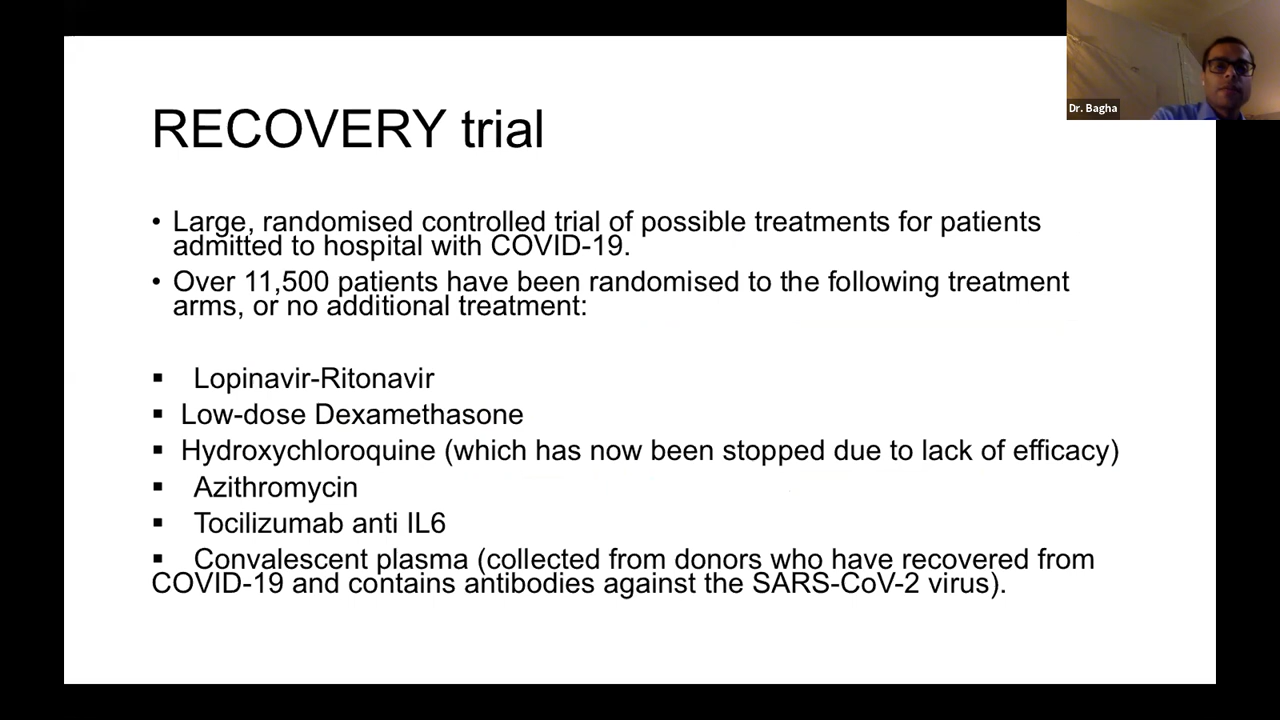 Dr. Bagha
RECOVERY trial
• Large, randomised controlled trial of possible treatments for patients
admitted to hospital with COVID-19.
• Over 11,500 patients have been randomised to the following treatment
arms, or no additional treatment:
▪ Lopinavir-Ritonavir
▪ Low-dose Dexamethasone
▪ Hydroxychloroquine (which has now been stopped due to lack of efficacy)
▪ Azithromycin
▪ Tocilizumab anti IL6
▪ Convalescent plasma (collected from donors who have recovered from
COVID-19 and contains antibodies against the SARS-CoV-2 virus).